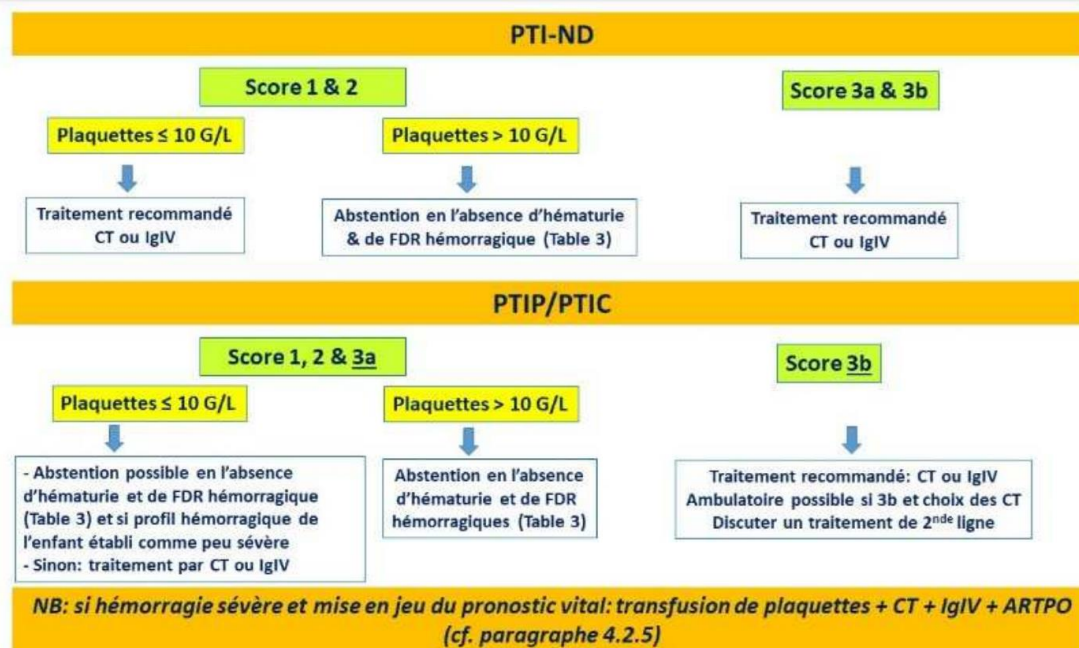 PTI-ND
Score 1 & 2
Score 3a & 3b
Plaquettes ≤ 10 G/L
Plaquettes > 10 G/L
Traitement recommandé
CT ou IgIV
Abstention en l'absence d'hématurie
& de FDR hémorragique (Table 3)
Traitement recommandé
CT ou IgIV
PTIP/PTIC
Score 1, 2 & 3a
Score 3b
Plaquettes ≤ 10 G/L
Plaquettes > 10 G/L
- Abstention possible en l'absence
d'hématurie et de FDR hémorragique
(Table 3) et si profil hémorragique de
l'enfant établi comme peu sévère
- Sinon: traitement par CT ou IgIV
Abstention en l'absence
d'hématurie et de FDR
hémorragiques (Table 3)
Traitement recommandé: CT ou IgIV
Ambulatoire possible si 3b et choix des CT
Discuter un traitement de 2nde ligne
NB: si hémorragie sévère et mise en jeu du pronostic vital: transfusion de plaquettes + CT + IgIV + ARTPO
(cf. paragraphe 4.2.5)